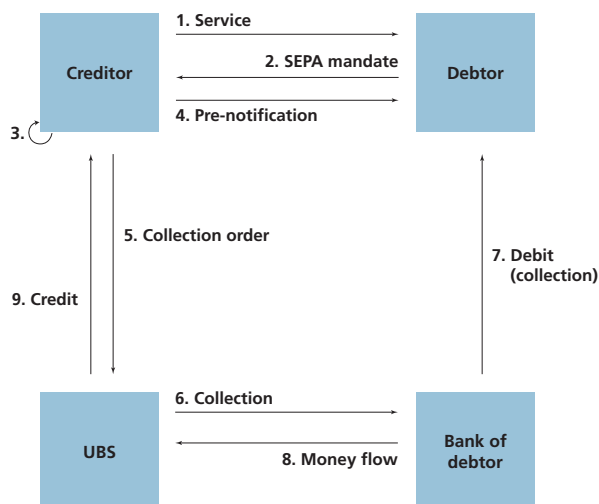 1. Service
Creditor
2. SEPA mandate
Debtor
4. Pre-notification
3.
5. Collection order
7. Debit
(collection)
9. Credit
6. Collection
UBS
8. Money flow
Bank of
debtor